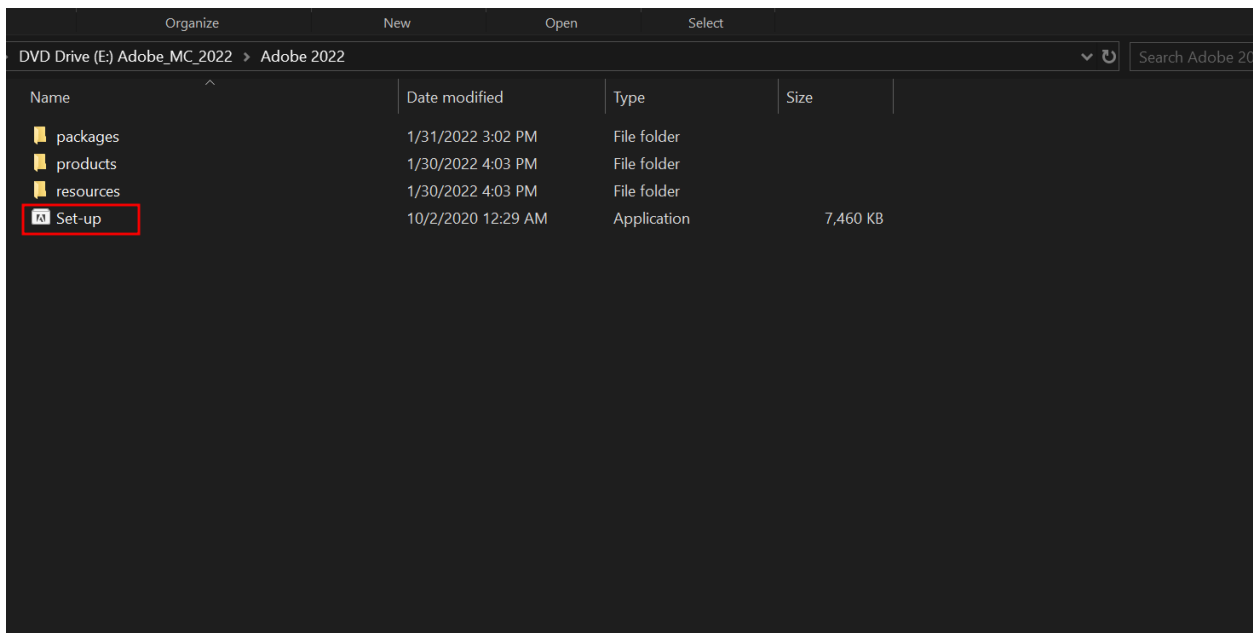 Organize New Open Select
DVD Drive (E:) Adobe_MC_2022 > Adobe 2022 Search Adobe 20
Name Date modified Type Size
packages 1/31/2022 3:02 PM File folder
products 1/30/2022 4:03 PM File folder
resources 1/30/2022 4:03 PM File folder
Set-up 10/2/2020 12:29 AM Application 7,460 KB